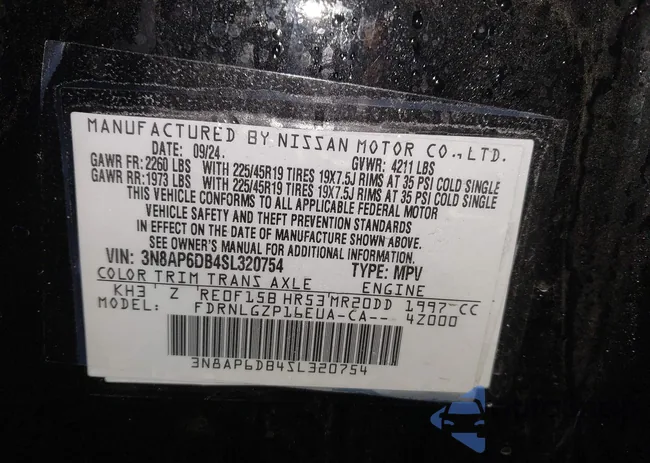 MANUFACTURED BY NISSAN MOTOR CO., LTD.
DATE: 09/24. GVWR: 4211 LBS
GAWR FR: 2260 LBS WITH 225/45R19 TIRES 19X7.5J RIMS AT 35 PSI COLD SINGLE
GAWR RR: 1973 LBS WITH 225/45R19 TIRES 19X7.5J RIMS AT 35 PSI COLD SINGLE
THIS VEHICLE CONFORMS TO ALL APPLICABLE FEDERAL MOTOR
VEHICLE SAFETY AND THEFT PREVENTION STANDARDS
IN EFFECT ON THE DATE OF MANUFACTURE SHOWN ABOVE.
SEE OWNER'S MANUAL FOR ADDITIONAL INFORMATION.
VIN: 3N8AP6DB4SL320754 TYPE: MPV
COLOR TRIM TRANS AXLE ENGINE
KH3 ' Z 'RE0F15B HR53'MR20DD 1997-CC
MODEL: FDRNLGZP16EUA-CA-- 4Z000
3N8AP6DB4SL320754